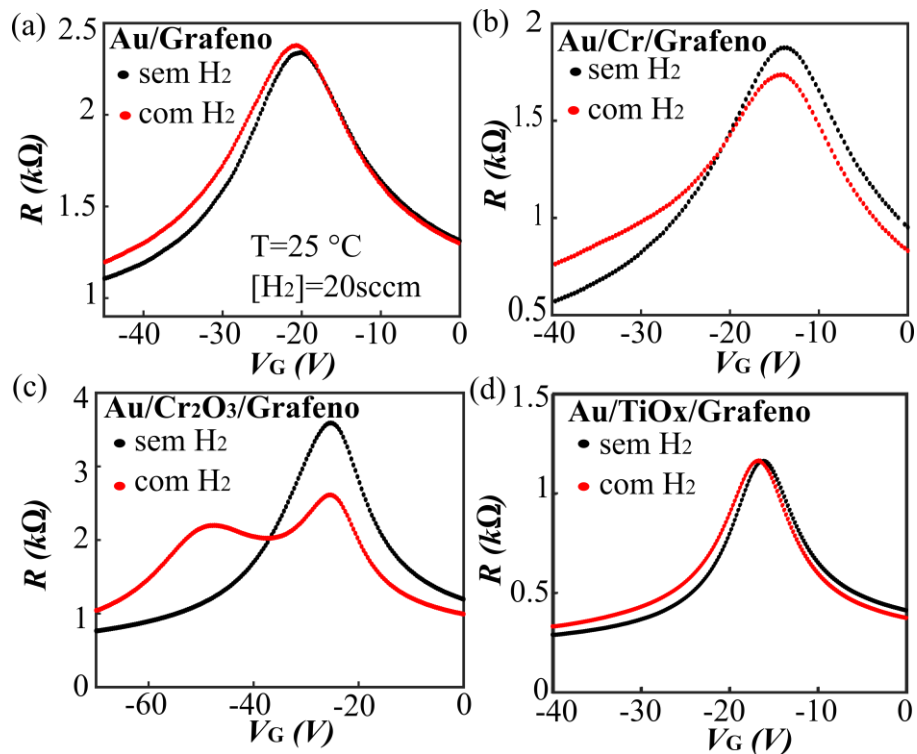 (a)
Au/Grafeno
sem H2
com H2
T=25 °C
[H2]=20sccm
R (kΩ)
2.5
2
1.5
1
-40
-30
-20
-10
0
VG (V)
(b)
Au/Cr/Grafeno
sem H2
com H2
R (kΩ)
2
1.5
1
0.5
-40
-30
-20
-10
0
VG (V)
(c)
Au/Cr2O3/Grafeno
sem H2
com H2
R (kΩ)
4
3
2
1
0
-60
-40
-20
0
VG (V)
(d)
Au/TiOx/Grafeno
sem H2
com H2
R (kΩ)
1.5
1
0.5
0
-40
-30
-20
-10
0
VG (V)